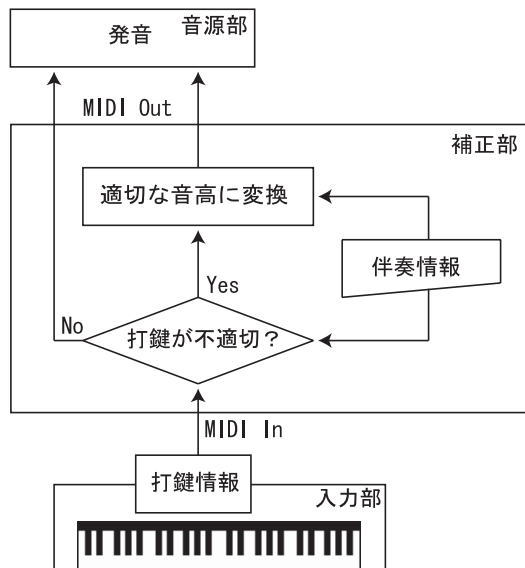 発音
音源部
MIDI Out
補正部
適切な音高に変換
伴奏情報
Yes
No
打鍵が不適切？
MIDI In
打鍵情報
入力部